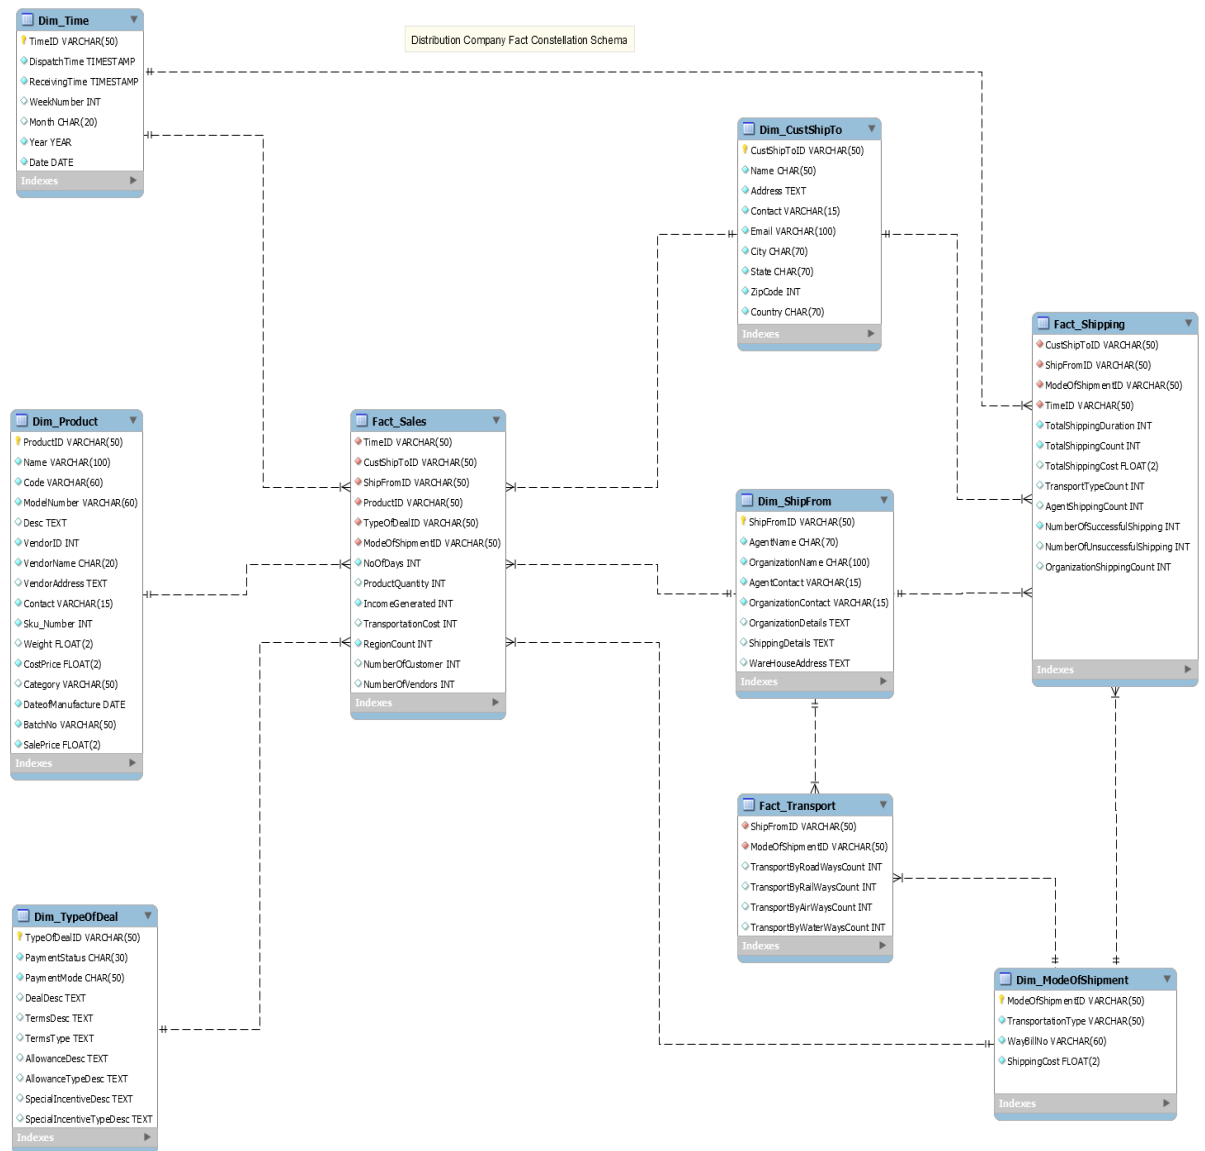 Dim_Time
TimeID VARCHAR(50)
DispatchTime TIMESTAMP
ReceivingTime TIMESTAMP
WeekNumber INT
Month CHAR(20)
Year YEAR
Date DATE
Indexes
Distribution Company Fact Constellation Schema
Dim_CustShipTo
CustShipToID VARCHAR(50)
Name CHAR(50)
Address TEXT
Contact VARCHAR(15)
Email VARCHAR(100)
City CHAR(70)
State CHAR(70)
ZipCode INT
Country CHAR(70)
Indexes
Fact_Shipping
CustShipToID VARCHAR(50)
ShipFromID VARCHAR(50)
ModeOfShipmentID VARCHAR(50)
TimeID VARCHAR(50)
TotalShippingDuration INT
TotalShippingCount INT
TotalShippingCost FLOAT(2)
TransportTypeCount INT
AgentShippingCount INT
NumberOfSuccessfulShipping INT
NumberOfUnsuccessfulShipping INT
OrganizationShippingCount INT
Indexes
Dim_Product
ProductID VARCHAR(50)
Name VARCHAR(100)
Code VARCHAR(60)
ModelNumber VARCHAR(60)
Desc TEXT
VendorID INT
VendorName CHAR(20)
VendorAddress TEXT
Contact VARCHAR(15)
Sku_Number INT
Weight FLOAT(2)
CostPrice FLOAT(2)
Category VARCHAR(50)
DateofManufacture DATE
BatchNo VARCHAR(50)
SalePrice FLOAT(2)
Indexes
Fact_Sales
TimeID VARCHAR(50)
CustShipToID VARCHAR(50)
ShipFromID VARCHAR(50)
ProductID VARCHAR(50)
TypeOfDealID VARCHAR(50)
ModeOfShipmentID VARCHAR(50)
NoOfDays INT
ProductQuantity INT
IncomeGenerated INT
TransportationCost INT
RegionCount INT
NumberOfCustomer INT
NumberOfVendors INT
Indexes
Dim_ShipFrom
ShipFromID VARCHAR(50)
AgentName CHAR(70)
OrganizationName CHAR(100)
AgentContact VARCHAR(15)
OrganizationContact VARCHAR(15)
OrganizationDetails TEXT
ShippingDetails TEXT
WareHouseAddress TEXT
Indexes
Fact_Transport
ShipFromID VARCHAR(50)
ModeOfShipmentID VARCHAR(50)
TransportByRoadWaysCount INT
TransportByRailWaysCount INT
TransportByAirWaysCount INT
TransportByWaterWaysCount INT
Indexes
Dim_TypeOfDeal
TypeOfDealID VARCHAR(50)
PaymentStatus CHAR(30)
PaymentMode CHAR(50)
DealDesc TEXT
TermsDesc TEXT
TermsType TEXT
AllowanceDesc TEXT
AllowanceTypeDesc TEXT
SpecialIncentiveDesc TEXT
SpecialIncentiveTypeDesc TEXT
Indexes
Dim_ModeOfShipment
ModeOfShipmentID VARCHAR(50)
TransportationType VARCHAR(50)
WayBillNo VARCHAR(60)
ShippingCost FLOAT(2)
Indexes